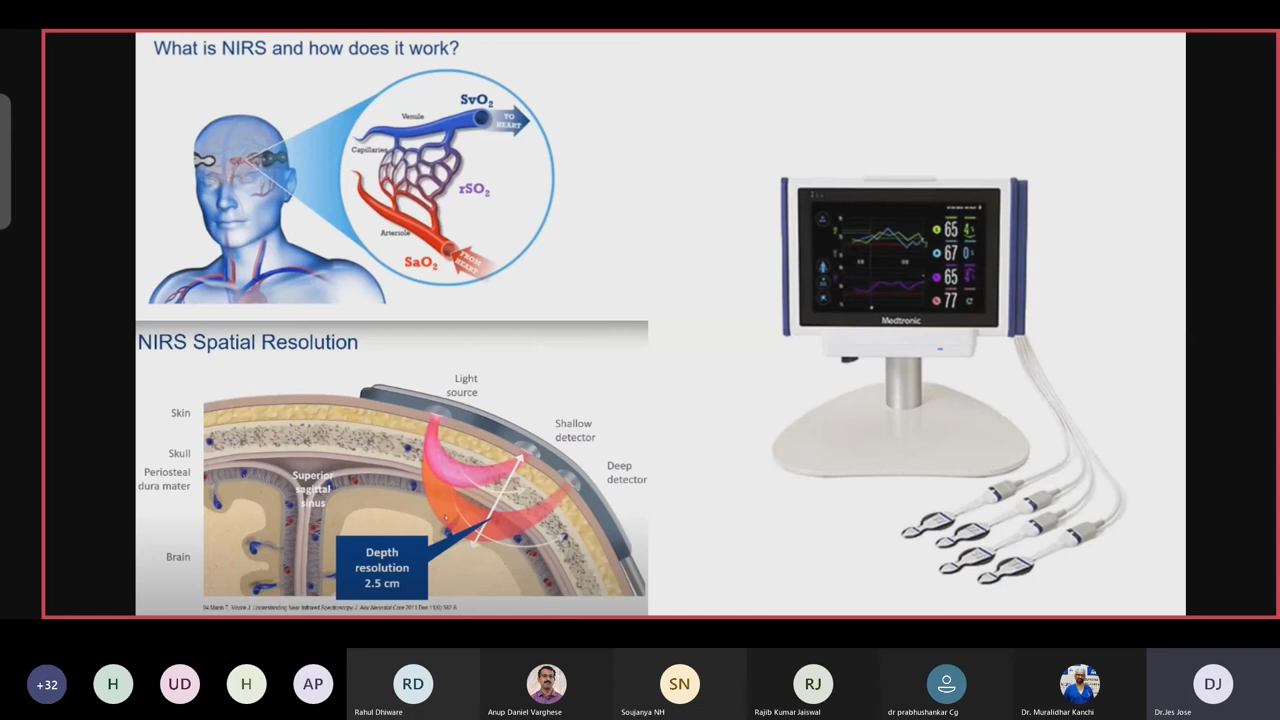 What is NIRS and how does it work?
SvO2
TO
HEART
Venule
Capillaries
rSO2
Arteriole
SaO2
FROM
HEART
NIRS Spatial Resolution
Light
source
Shallow
detector
Deep
detector
Skin
Skull
Periosteal
dura mater
Superior
sagittal
sinus
Brain
Depth
resolution
2.5 cm
65
67
0
65
77
Medtronic
+32
H
UD
H
AP
RD
SN
RJ
DJ
Rahul Dhiware
Anup Daniel Varghese
Soujanya NH
Rajib Kumar Jaiswal
dr prabhushankar Cg
Dr. Muralidhar Kanchi
Dr.Jes Jose